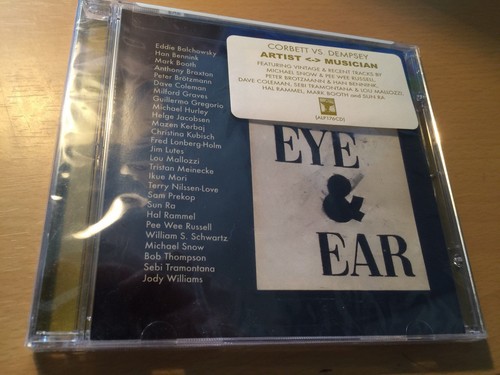 CORBETT VS. DEMPSEY
ARTIST <-> MUSICIAN
FEATURING VINTAGE & RECENT TRACKS BY
MICHAEL SNOW & PEE WEE RUSSELL,
PETER BROTZMANN & HAN BENNINK,
DAVE COLEMAN, SEBI TRAMONTANA & LOU MALLOZZI,
HAL RAMMEL, MARK BOOTH and SUN RA
(ALP176CD)
Eddie Balchowsky
Han Bennink
Mark Booth
Anthony Braxton
Peter Brötzmann
Dave Coleman
Milford Graves
Guillermo Gregorio
Michael Hurley
Helge Jacobsen
Mazen Kerbaj
Christina Kubisch
Fred Lonberg-Holm
Jim Lutes
Lou Mallozzi
Tristan Meinecke
Ikue Mori
Terry Nilssen-Love
Sam Prekop
Sun Ra
Hal Rammel
Pee Wee Russell
William S. Schwartz
Michael Snow
Bob Thompson
Sebi Tramontana
Jody Williams
EYE
&
EAR